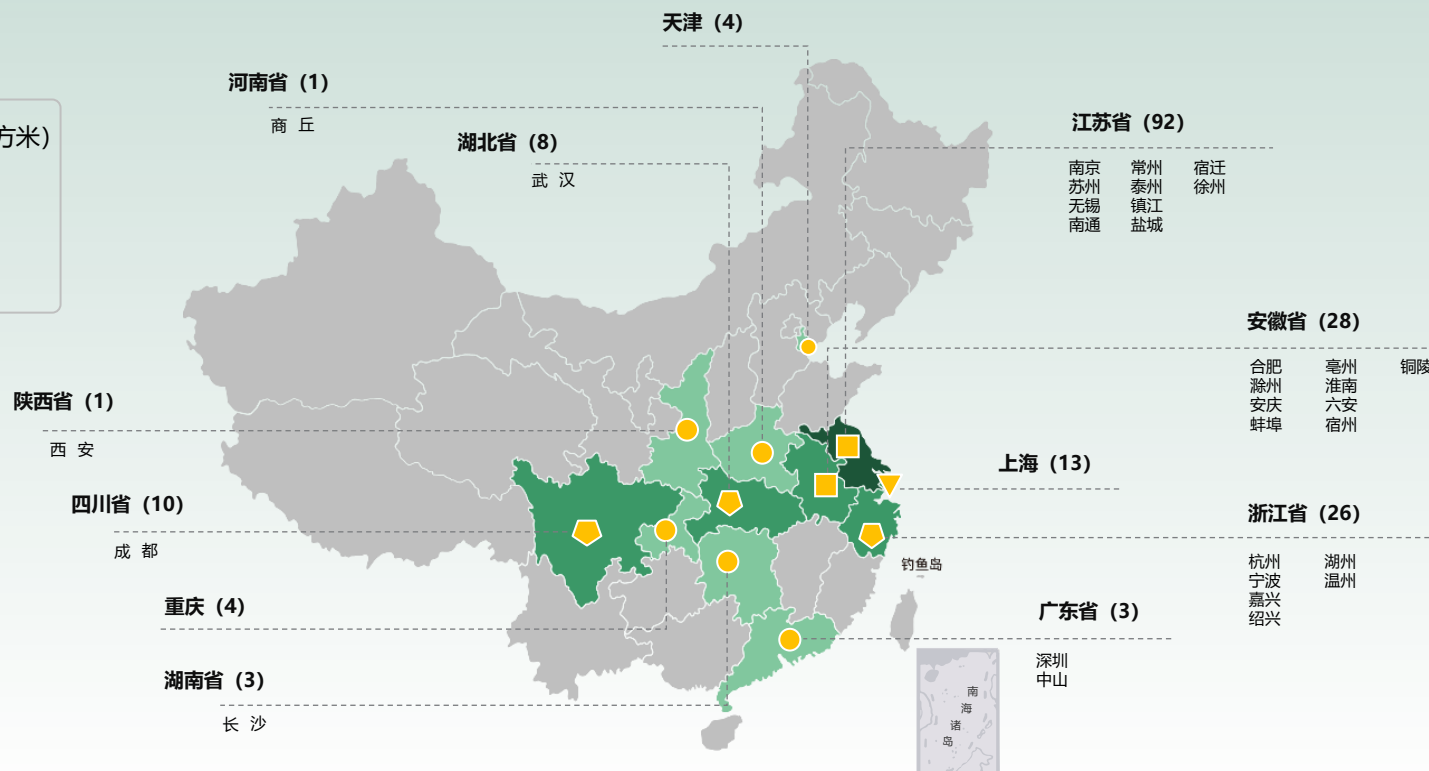 天津（4）
河南省（1）
商 丘
方米）
湖北省（8）
武 汉
江苏省（92）
南京 常州 宿迁
苏州 泰州 徐州
无锡 镇江
南通 盐城
安徽省（28）
合肥 亳州 铜陵
滁州 淮南
安庆 六安
蚌埠 宿州
陕西省（1）
西 安
上海（13）
四川省（10）
成 都
浙江省（26）
杭州 湖州
宁波 温州
嘉兴
绍兴
钓鱼岛
重庆（4）
广东省（3）
深圳
中山
湖南省（3）
长 沙
南
海
诸
岛